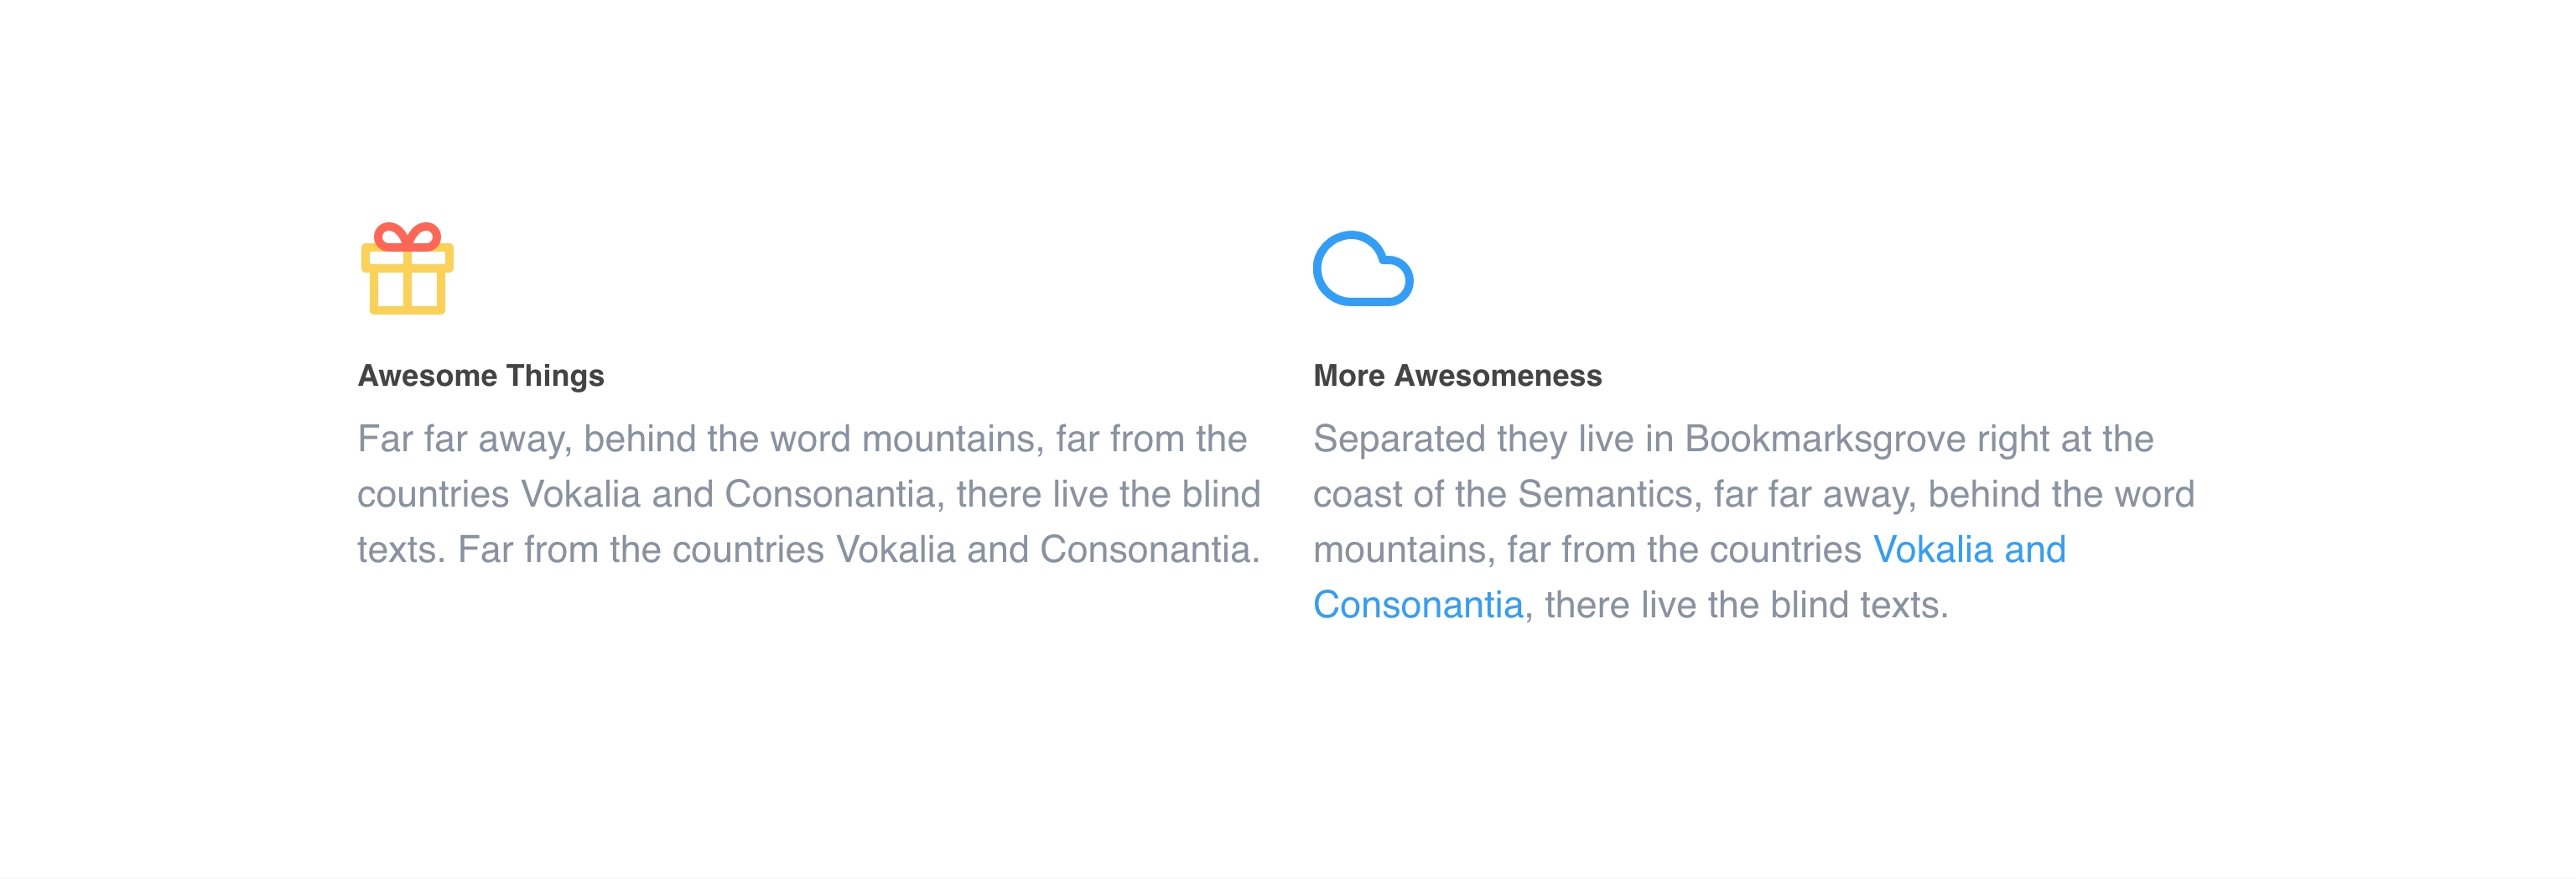 Awesome Things
Far far away, behind the word mountains, far from the
countries Vokalia and Consonantia, there live the blind
texts. Far from the countries Vokalia and Consonantia.
More Awesomeness
Separated they live in Bookmarksgrove right at the
coast of the Semantics, far far away, behind the word
mountains, far from the countries Vokalia and
Consonantia, there live the blind texts.